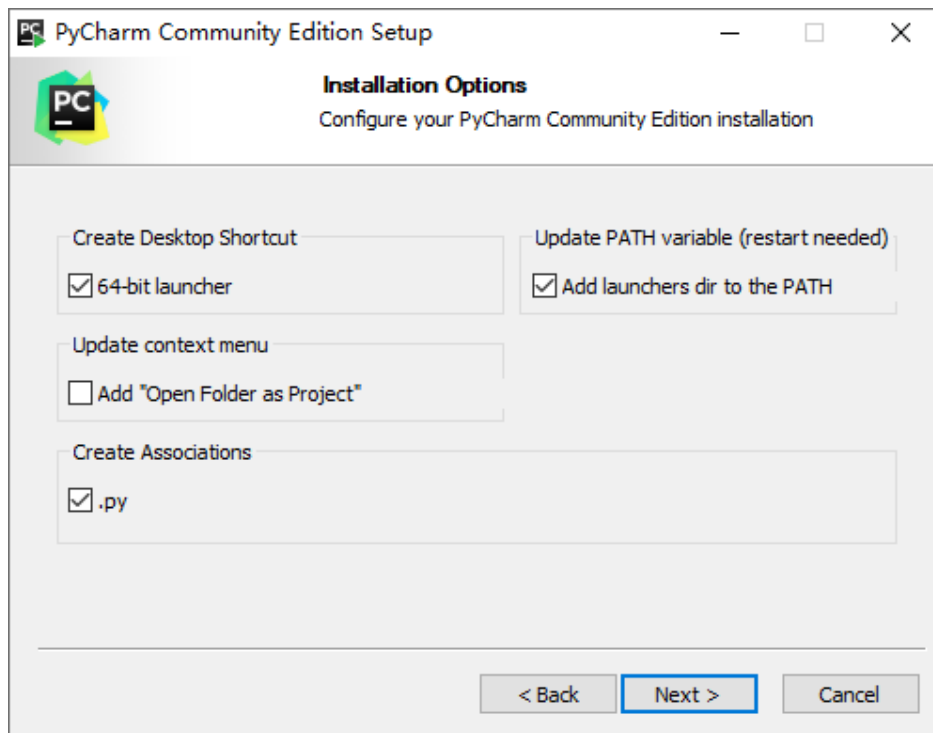 PyCharm Community Edition Setup
PC
Installation Options
Configure your PyCharm Community Edition installation
Create Desktop Shortcut
64-bit launcher
Update PATH variable (restart needed)
Add launchers dir to the PATH
Update context menu
Add "Open Folder as Project"
Create Associations
.py
< Back
Next >
Cancel